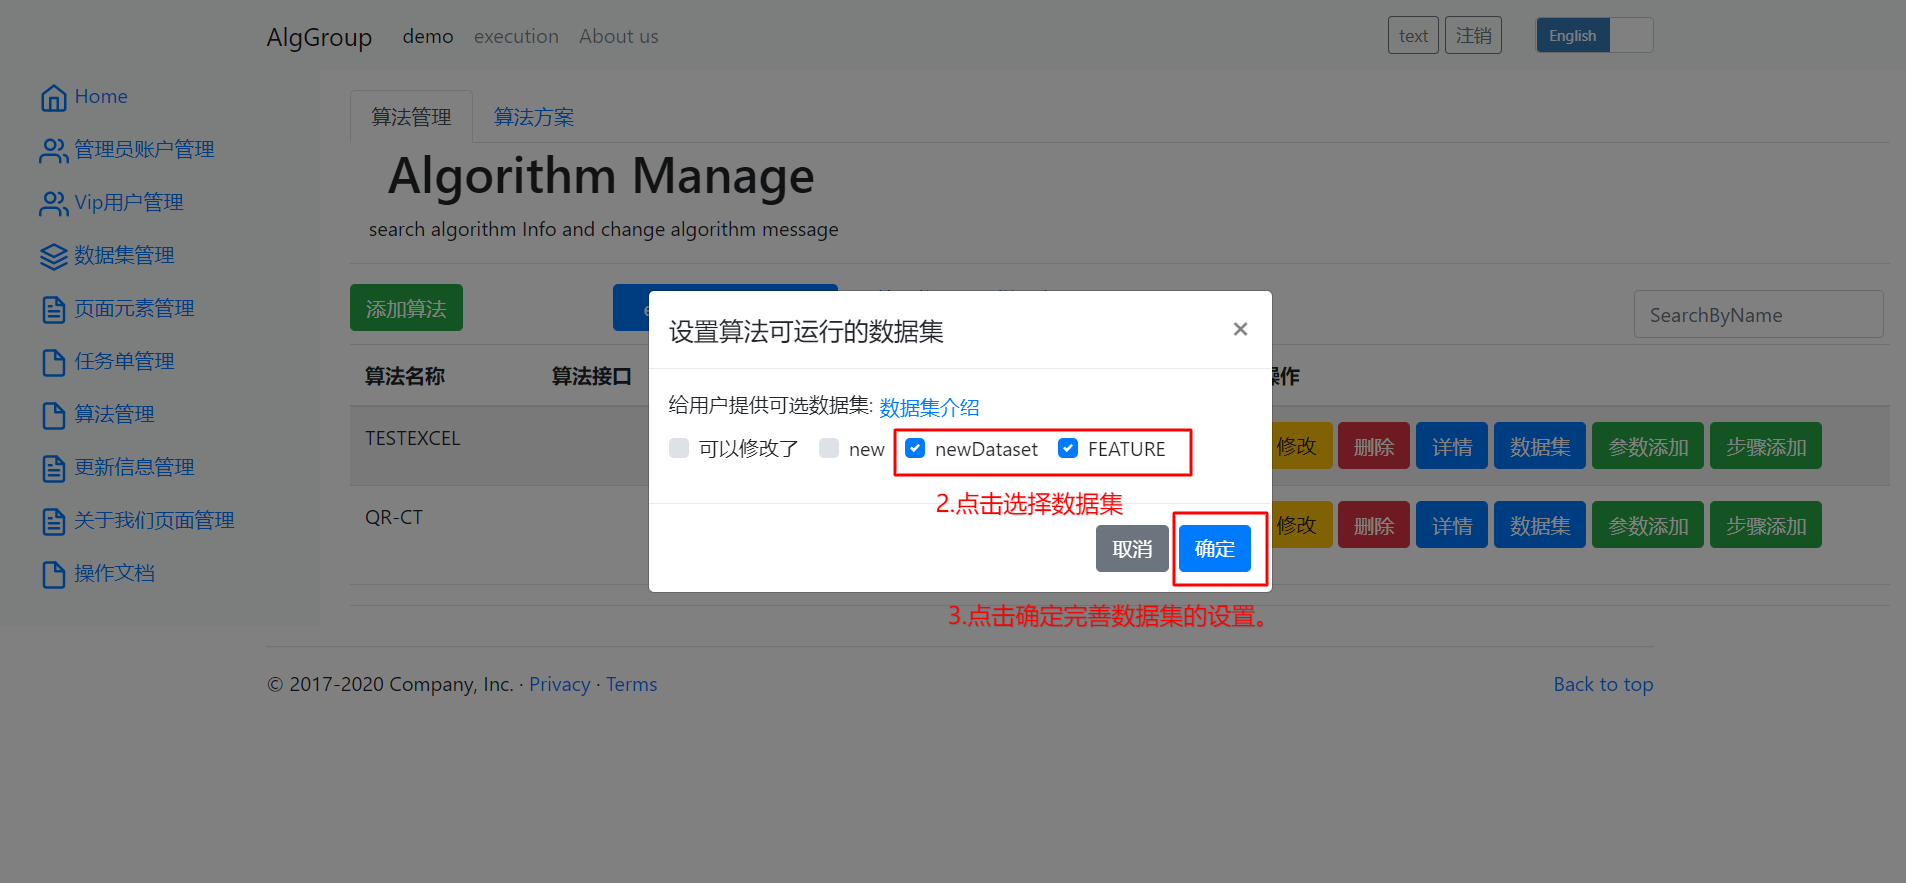 AlgGroup demo execution About us text 注销 English
Home
管理员账户管理
Vip用户管理
数据集管理
页面元素管理
任务单管理
算法管理
更新信息管理
关于我们页面管理
操作文档
算法管理 算法方案
Algorithm Manage
search algorithm Info and change algorithm message
添加算法 SearchByName
算法名称 算法接口 操作
TESTEXCEL 修改 删除 详情 数据集 参数添加 步骤添加
QR-CT 修改 删除 详情 数据集 参数添加 步骤添加
设置算法可运行的数据集 ×
给用户提供可选数据集: 数据集介绍
可以修改了 new newDataset FEATURE
2.点击选择数据集
取消 确定
3.点击确定完善数据集的设置。
© 2017-2020 Company, Inc. · Privacy · Terms Back to top